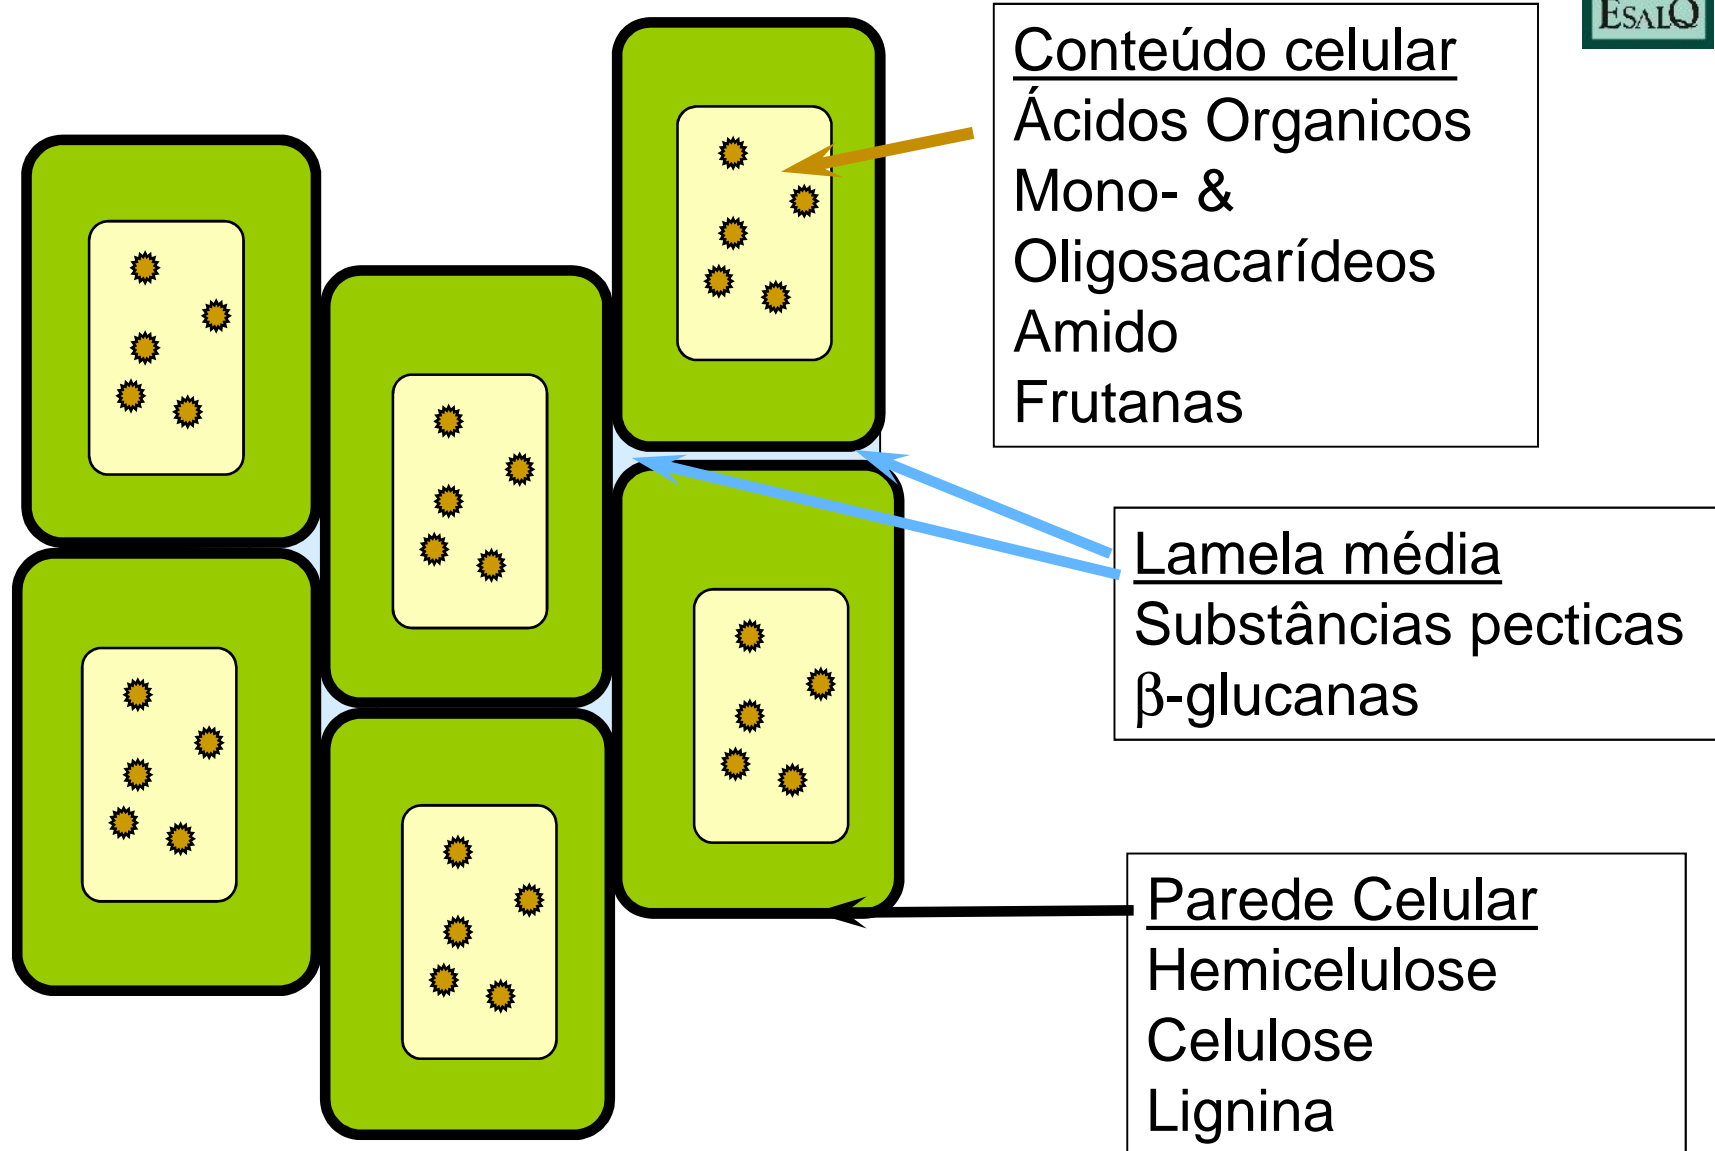 ESALQ
Conteúdo celular
Ácidos Organicos
Mono- &
Oligosacarídeos
Amido
Frutanas
Lamela média
Substâncias pecticas
β-glucanas
Parede Celular
Hemicelulose
Celulose
Lignina